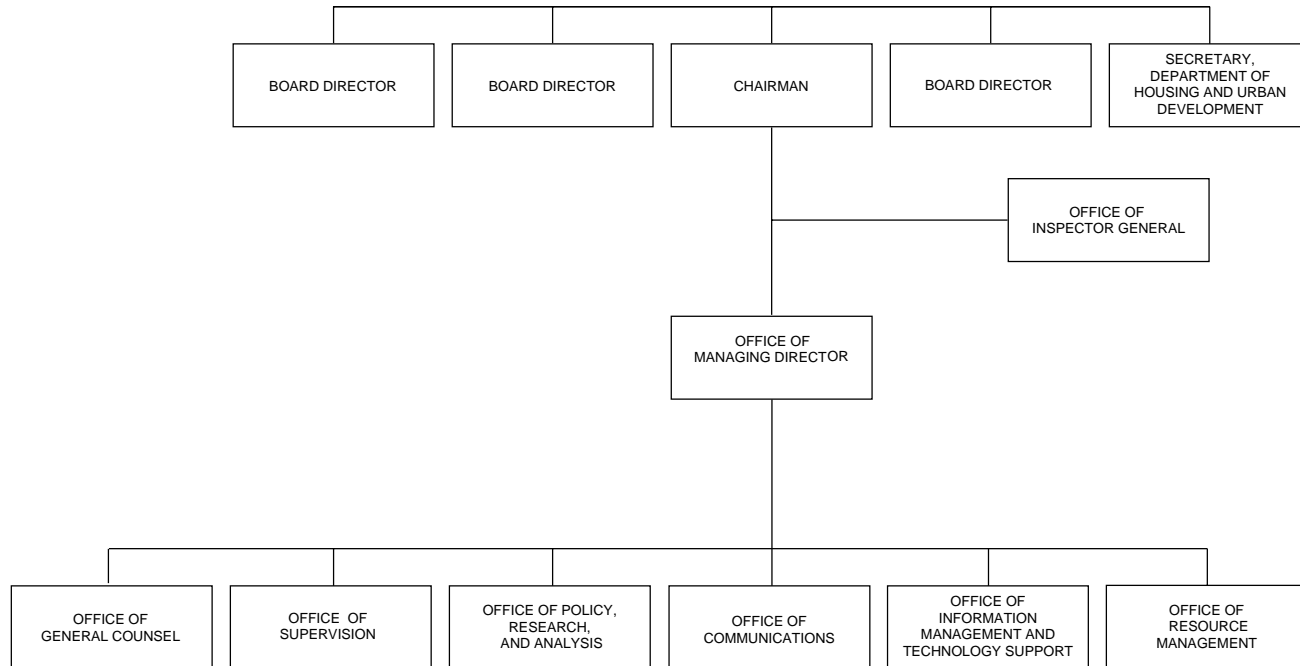 BOARD DIRECTOR
BOARD DIRECTOR
CHAIRMAN
BOARD DIRECTOR
SECRETARY,
DEPARTMENT OF
HOUSING AND URBAN
DEVELOPMENT
OFFICE OF
INSPECTOR GENERAL
OFFICE OF
MANAGING DIRECTOR
OFFICE OF
GENERAL COUNSEL
OFFICE OF
SUPERVISION
OFFICE OF POLICY,
RESEARCH,
AND ANALYSIS
OFFICE OF
COMMUNICATIONS
OFFICE OF
INFORMATION
MANAGEMENT AND
TECHNOLOGY SUPPORT
OFFICE OF
RESOURCE
MANAGEMENT